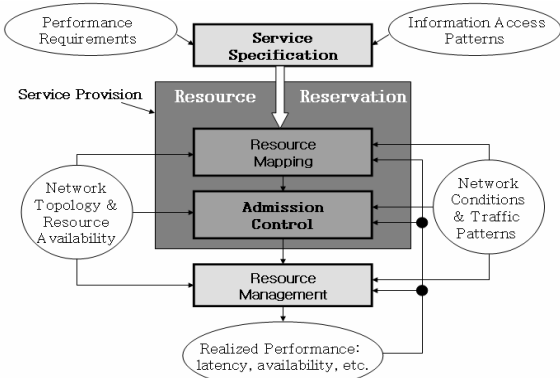 Performance
Requirements
Service
Specification
Information Access
Patterns
Service Provision
Resource Reservation
Resource
Mapping
Network
Topology &
Resource
Availability
Admission
Control
Network
Conditions
& Traffic
Patterns
Resource
Management
Realized Performance:
latency, availability, etc.